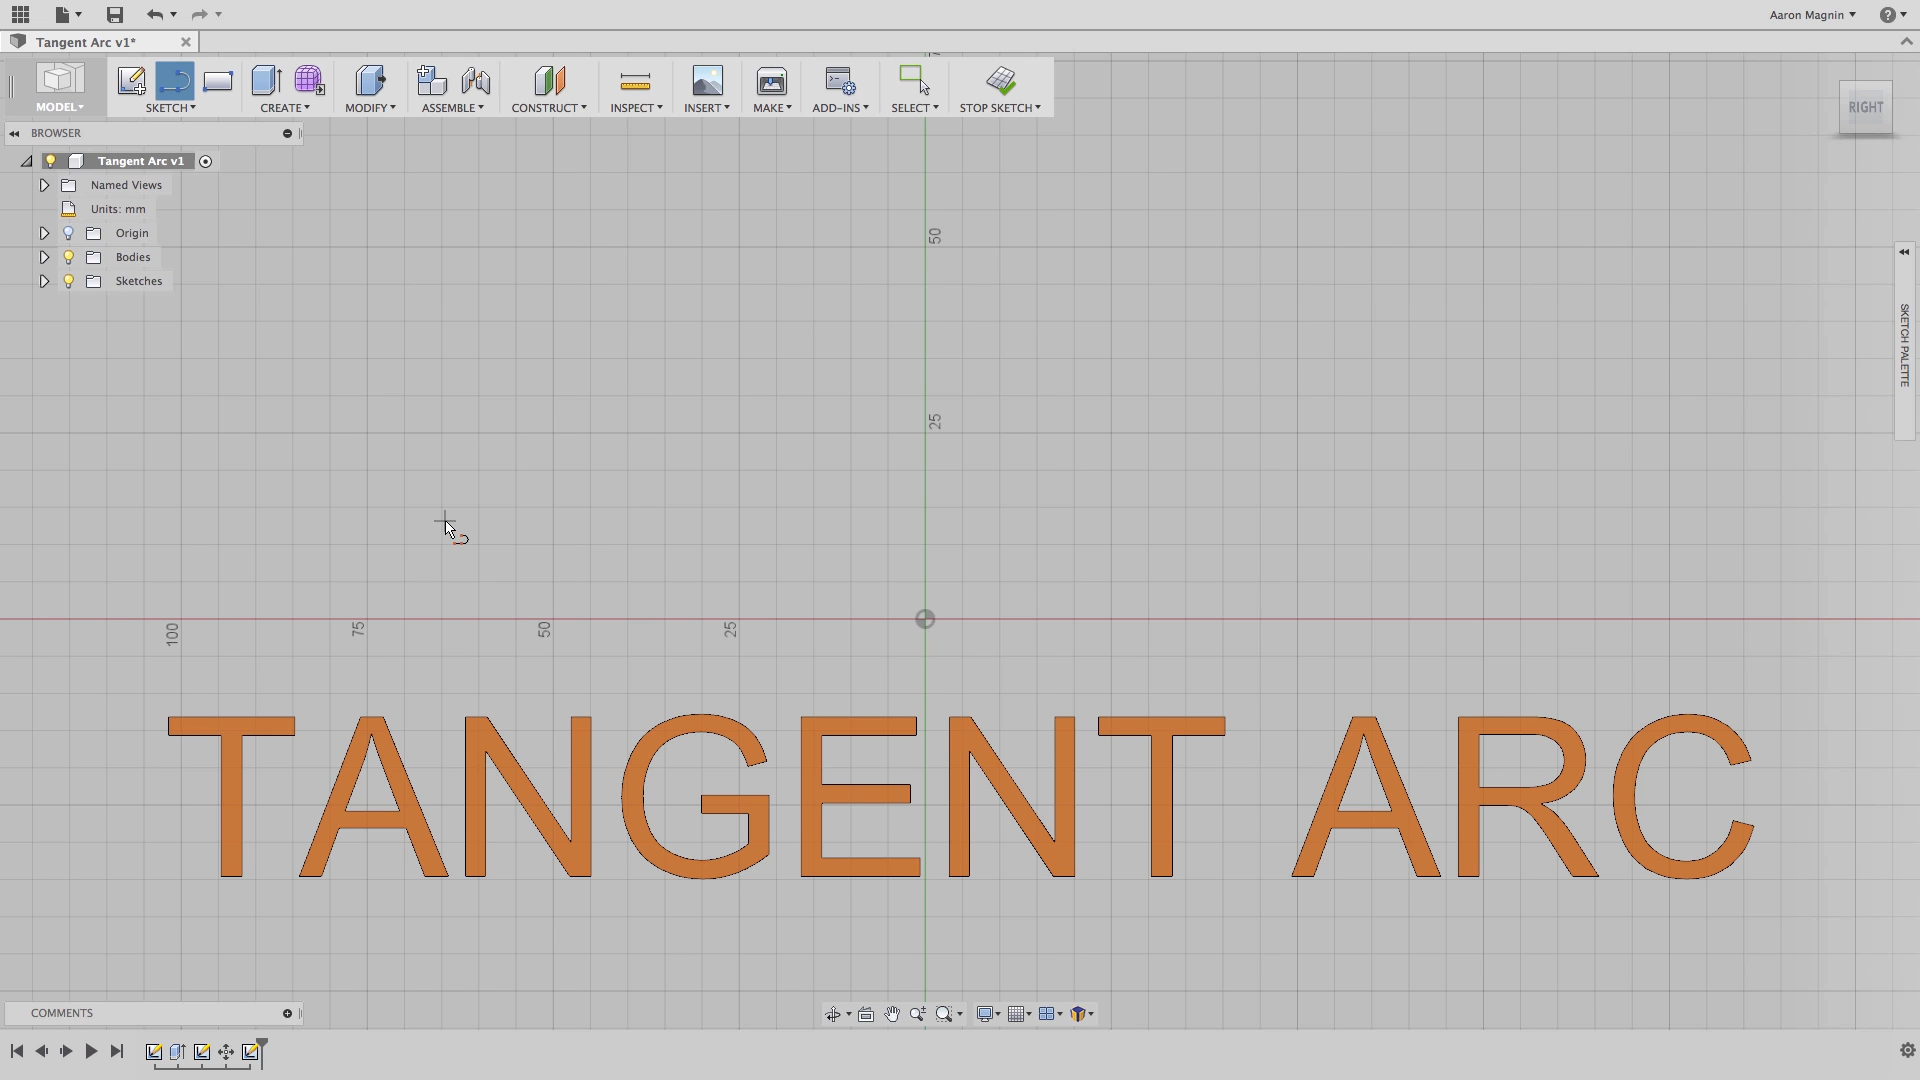 Aaron Magnin
Tangent Arc v1*
MODEL
SKETCH
CREATE
MODIFY
ASSEMBLE
CONSTRUCT
INSPECT
INSERT
MAKE
ADD-INS
SELECT
STOP SKETCH
RIGHT
BROWSER
Tangent Arc v1
Named Views
Units: mm
Origin
Bodies
Sketches
50
25
SKETCH PALETTE
100
75
50
25
TANGENT ARC
COMMENTS